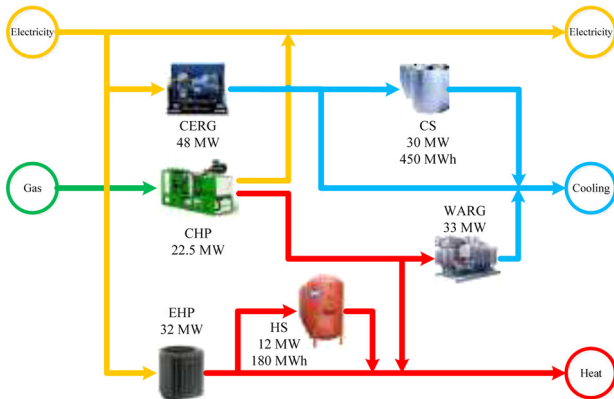 Electricity
Electricity
CERG
48 MW
CS
30 MW
450 MWh
Gas
Cooling
CHP
22.5 MW
WARG
33 MW
EHP
32 MW
HS
12 MW
180 MWh
Heat